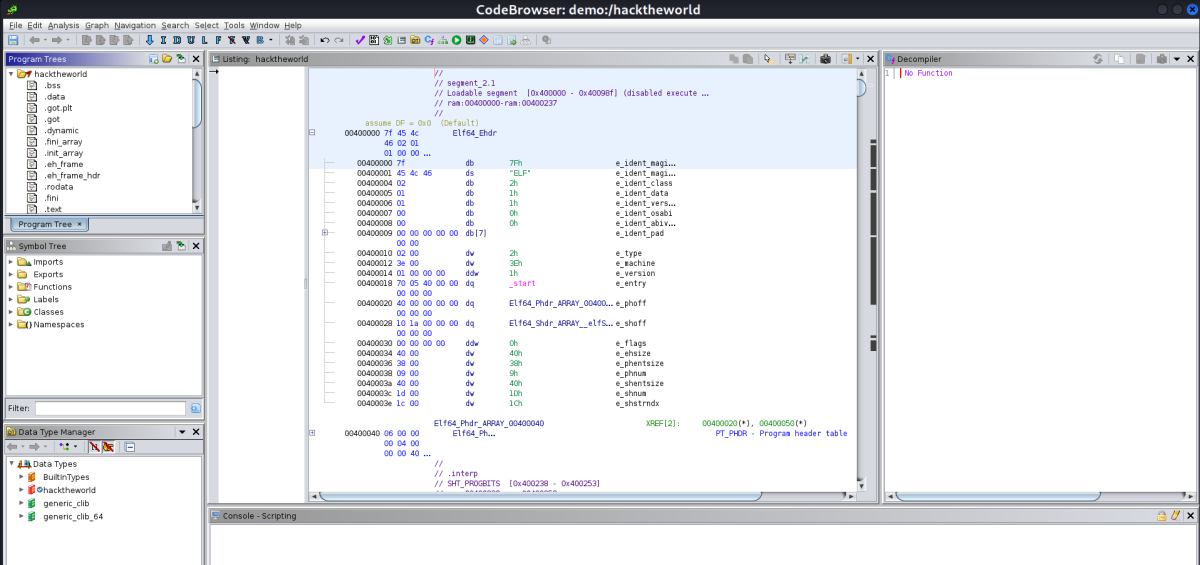 CodeBrowser: demo:/hacktheworld
File Edit Analysis Graph Navigation Search Select Tools Window Help
I D U L F B
Program Trees
hacktheworld
.bss
.data
.got.plt
.got
.dynamic
.fini_array
.init_array
.eh_frame
.eh_frame_hdr
.rodata
.fini
.text
Program Tree ×
Symbol Tree
Imports
Exports
Functions
Labels
Classes
Namespaces
Filter:
Data Type Manager
Data Types
BuiltInTypes
hacktheworld
generic_clib
generic_clib_64
Listing: hacktheworld
//
// segment_2.1
// Loadable segment [0x400000 - 0x40098f] (disabled execute ...
// ram:00400000-ram:00400237
//
assume DF = 0x0 (Default)
00400000 7f 45 4c Elf64_Ehdr
46 02 01
01 00 00 ...
00400000 7f db 7Fh e_ident_magi...
00400001 45 4c 46 ds "ELF" e_ident_magi...
00400004 02 db 2h e_ident_class
00400005 01 db 1h e_ident_data
00400006 01 db 1h e_ident_vers...
00400007 00 db 0h e_ident_osabi
00400008 00 db 0h e_ident_abiv...
00400009 00 00 00 00 00 db[7] e_ident_pad
00 00
00400010 02 00 dw 2h e_type
00400012 3e 00 dw 3Eh e_machine
00400014 01 00 00 00 ddw 1h e_version
00400018 70 05 40 00 00 dq _start e_entry
00 00 00
00400020 40 00 00 00 00 dq Elf64_Phdr_ARRAY_00400... e_phoff
00 00 00
00400028 10 1a 00 00 00 dq Elf64_Shdr_ARRAY__elfS... e_shoff
00 00 00
00400030 00 00 00 00 ddw 0h e_flags
00400034 40 00 dw 40h e_ehsize
00400036 38 00 dw 38h e_phentsize
00400038 09 00 dw 9h e_phnum
0040003a 40 00 dw 40h e_shentsize
0040003c 1d 00 dw 1Dh e_shnum
0040003e 1c 00 dw 1Ch e_shstrndx
Elf64_Phdr_ARRAY_00400040 XREF[2]: 00400020(*), 00400050(*)
00400040 06 00 00 Elf64_Ph... PT_PHDR - Program header table
00 04 00
00 00 40 ...
//
// .interp
// SHT_PROGBITS [0x400238 - 0x400253]
Decompiler
1 No Function
Console - Scripting